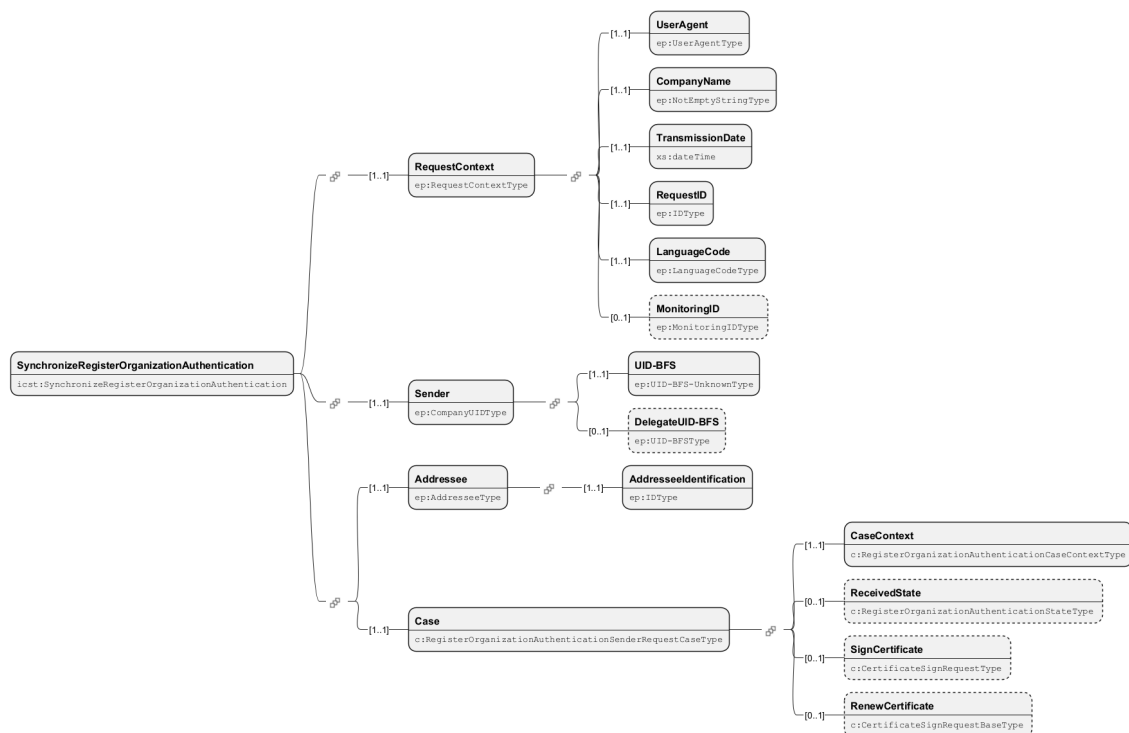 SynchronizeRegisterOrganizationAuthentication
icst:SynchronizeRegisterOrganizationAuthentication
[1..1]
RequestContext
ep:RequestContextType
[1..1]
UserAgent
ep:UserAgentType
[1..1]
CompanyName
ep:NotEmptyStringType
[1..1]
TransmissionDate
xs:dateTime
[1..1]
RequestID
ep:IDType
[1..1]
LanguageCode
ep:LanguageCodeType
[0..1]
MonitoringID
ep:MonitoringIDType
[1..1]
Sender
ep:CompanyUIDType
[1..1]
UID-BFS
ep:UID-BFS-UnknownType
[0..1]
DelegateUID-BFS
ep:UID-BFSType
[1..1]
Addressee
ep:AddresseeType
[1..1]
AddresseeIdentification
ep:IDType
[1..1]
Case
c:RegisterOrganizationAuthenticationSenderRequestCaseType
[1..1]
CaseContext
c:RegisterOrganizationAuthenticationCaseContextType
[0..1]
ReceivedState
c:RegisterOrganizationAuthenticationStateType
[0..1]
SignCertificate
c:CertificateSignRequestType
[0..1]
RenewCertificate
c:CertificateSignRequestBaseType